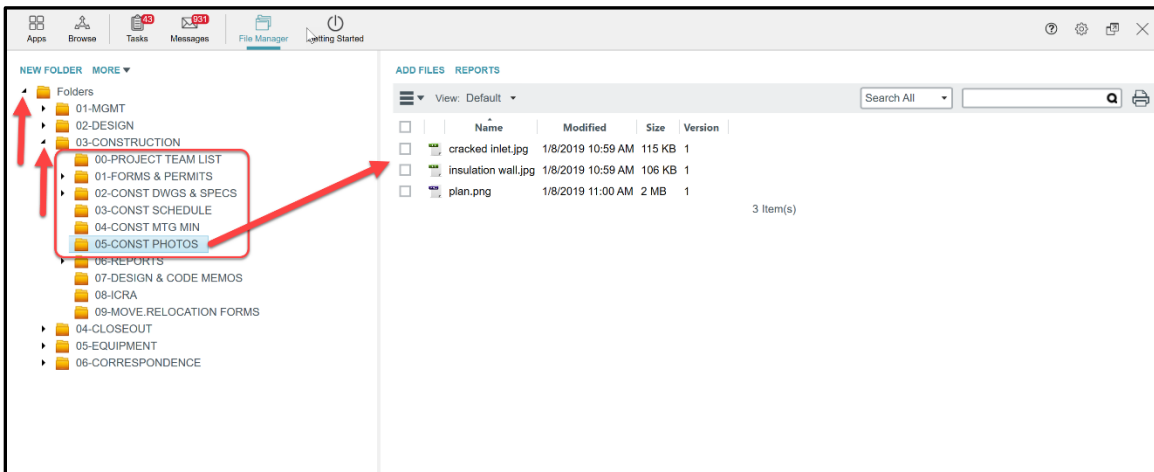 43
931
Apps Browse Tasks Messages File Manager Getting Started
NEW FOLDER MORE
Folders
01-MGMT
02-DESIGN
03-CONSTRUCTION
00-PROJECT TEAM LIST
01-FORMS & PERMITS
02-CONST DWGS & SPECS
03-CONST SCHEDULE
04-CONST MTG MIN
05-CONST PHOTOS
06-REPORTS
07-DESIGN & CODE MEMOS
08-ICRA
09-MOVE.RELOCATION FORMS
04-CLOSEOUT
05-EQUIPMENT
06-CORRESPONDENCE
ADD FILES REPORTS
View: Default Search All
Name Modified Size Version
cracked inlet.jpg 1/8/2019 10:59 AM 115 KB 1
insulation wall.jpg 1/8/2019 10:59 AM 106 KB 1
plan.png 1/8/2019 11:00 AM 2 MB 1
3 Item(s)